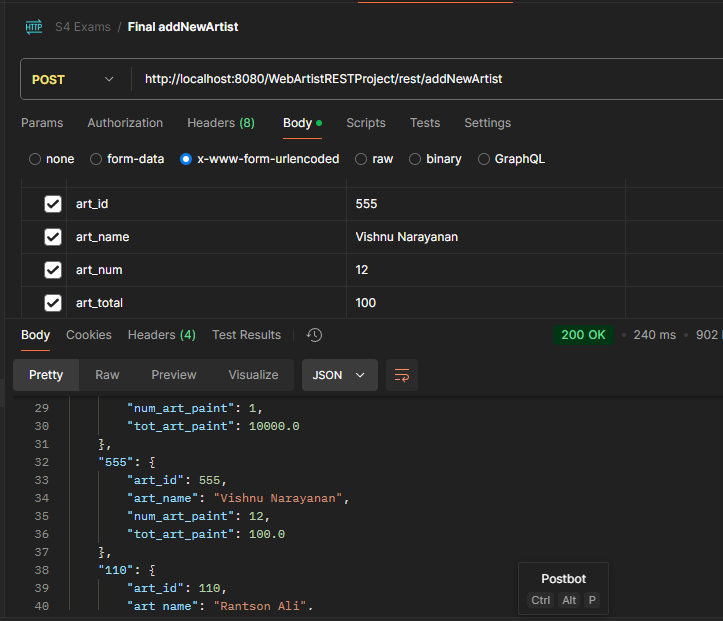 HTTP S4 Exams / Final addNewArtist
POST http://localhost:8080/WebArtistRESTProject/rest/addNewArtist
Params Authorization Headers (8) Body Scripts Tests Settings
none form-data x-www-form-urlencoded raw binary GraphQL
art_id 555
art_name Vishnu Narayanan
art_num 12
art_total 100
Body Cookies Headers (4) Test Results 200 OK 240 ms 902
Pretty Raw Preview Visualize JSON
29 "num_art_paint": 1,
30 "tot_art_paint": 10000.0
31 },
32 "555": {
33 "art_id": 555,
34 "art_name": "Vishnu Narayanan",
35 "num_art_paint": 12,
36 "tot_art_paint": 100.0
37 },
38 "110": {
39 "art_id": 110,
40 "art_name": "Rantson Ali",
Postbot
Ctrl Alt P